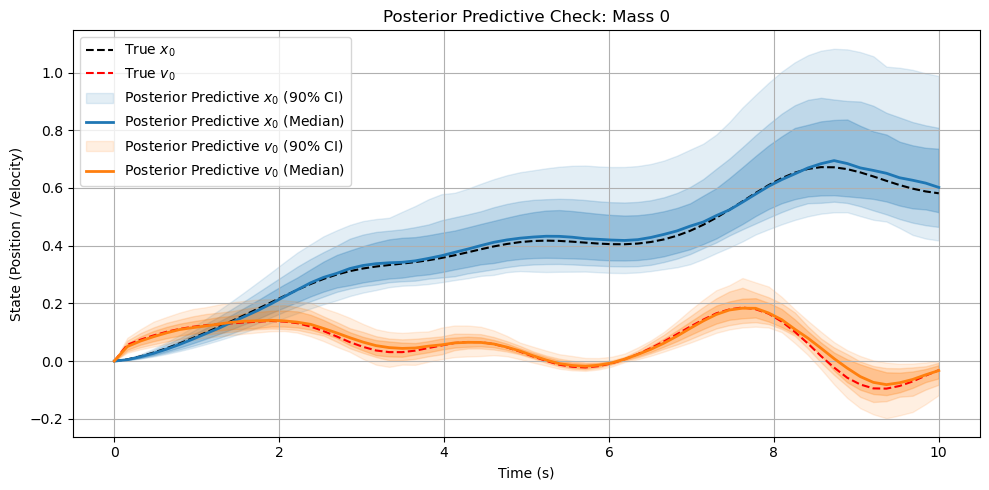 Posterior Predictive Check: Mass 0
True x₀
True v₀
Posterior Predictive x₀ (90% CI)
Posterior Predictive x₀ (Median)
Posterior Predictive v₀ (90% CI)
Posterior Predictive v₀ (Median)
State (Position / Velocity)
1.0
0.8
0.6
0.4
0.2
0.0
−0.2
0 2 4 6 8 10
Time (s)